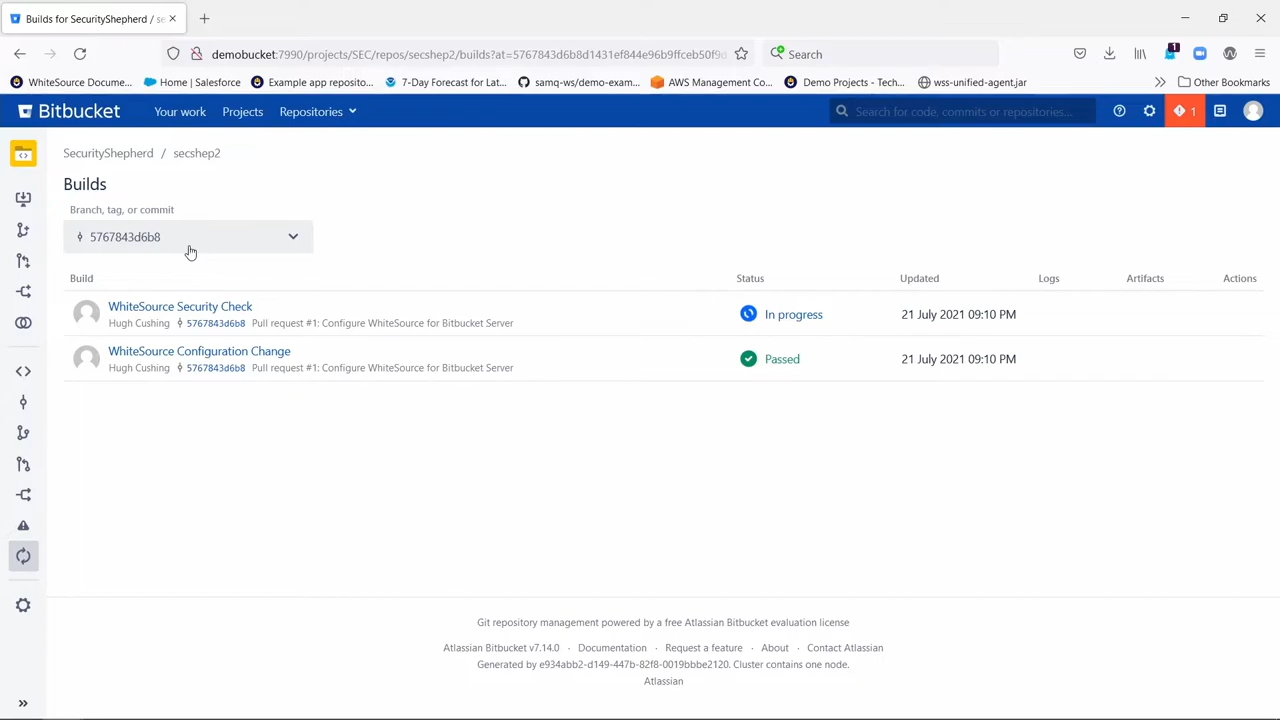 Builds for SecurityShepherd / se
demobucket:7990/projects/SEC/repos/secshep2/builds?at=5767843d6b8d1431ef844e96b9ffceb50f9d
Search
1
WhiteSource Docume...
Home | Salesforce
Example app reposito...
7-Day Forecast for Lat...
samq-ws/demo-exam...
AWS Management Co...
Demo Projects - Tech...
wss-unified-agent.jar
Other Bookmarks
Bitbucket
Your work
Projects
Repositories
Search for code, commits or repositories...
1
SecurityShepherd / secshep2
Builds
Branch, tag, or commit
5767843d6b8
Build Status Updated Logs Artifacts Actions
WhiteSource Security Check
Hugh Cushing 5767843d6b8 Pull request #1: Configure WhiteSource for Bitbucket Server
In progress
21 July 2021 09:10 PM
WhiteSource Configuration Change
Hugh Cushing 5767843d6b8 Pull request #1: Configure WhiteSource for Bitbucket Server
Passed
21 July 2021 09:10 PM
Git repository management powered by a free Atlassian Bitbucket evaluation license
Atlassian Bitbucket v7.14.0 · Documentation · Request a feature · About · Contact Atlassian
Generated by e934abb2-d149-447b-82f8-0019bbbe2120. Cluster contains one node.
Atlassian